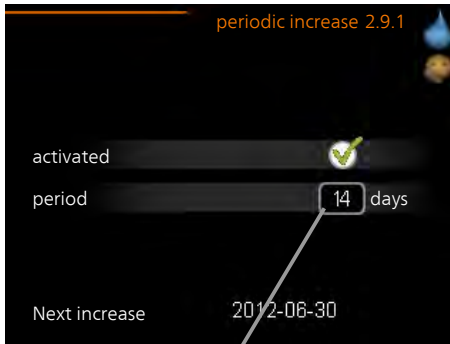 periodic increase 2.9.1
activated
period 14 days
Next increase 2012-06-30